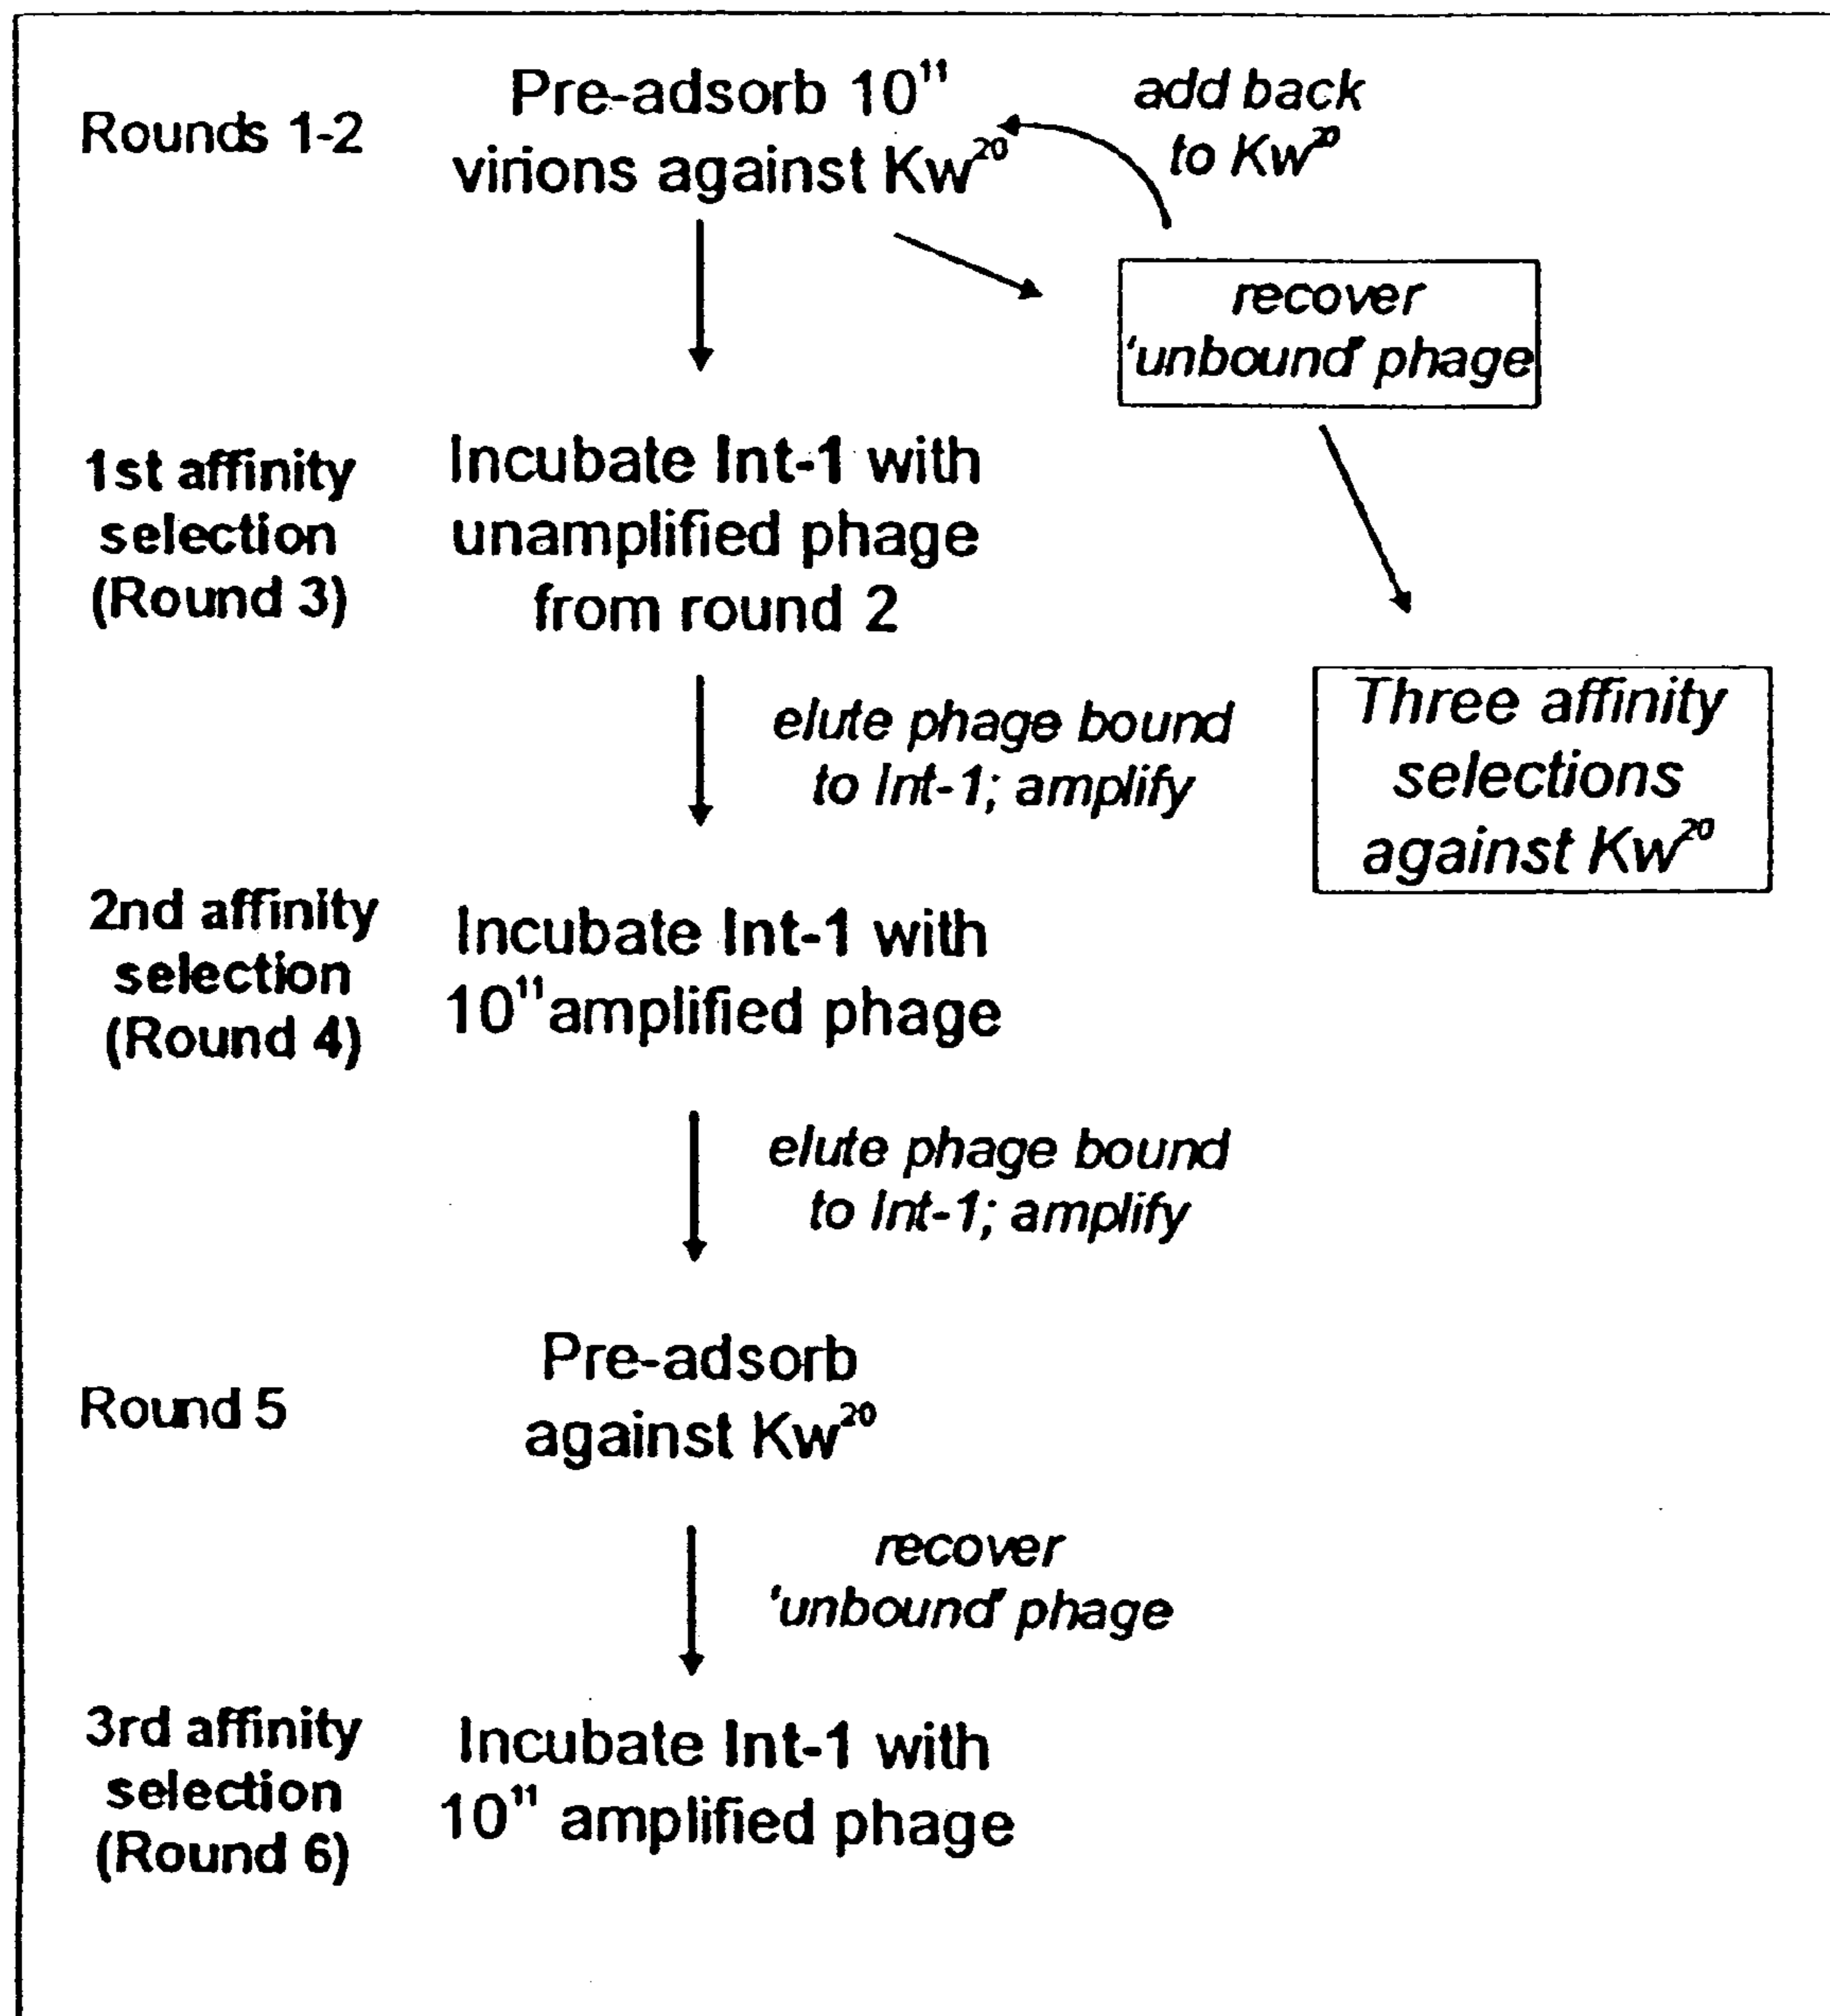 Rounds 1-2
Pre-adsorb 10¹¹
virions against Kw²⁰
add back
to Kw²⁰
recover
'unbound' phage
1st affinity
selection
(Round 3)
Incubate Int-1 with
unamplified phage
from round 2
elute phage bound
to Int-1; amplify
Three affinity
selections
against Kw²⁰
2nd affinity
selection
(Round 4)
Incubate Int-1 with
10¹¹ amplified phage
elute phage bound
to Int-1; amplify
Round 5
Pre-adsorb
against Kw²⁰
recover
'unbound' phage
3rd affinity
selection
(Round 6)
Incubate Int-1 with
10¹¹ amplified phage